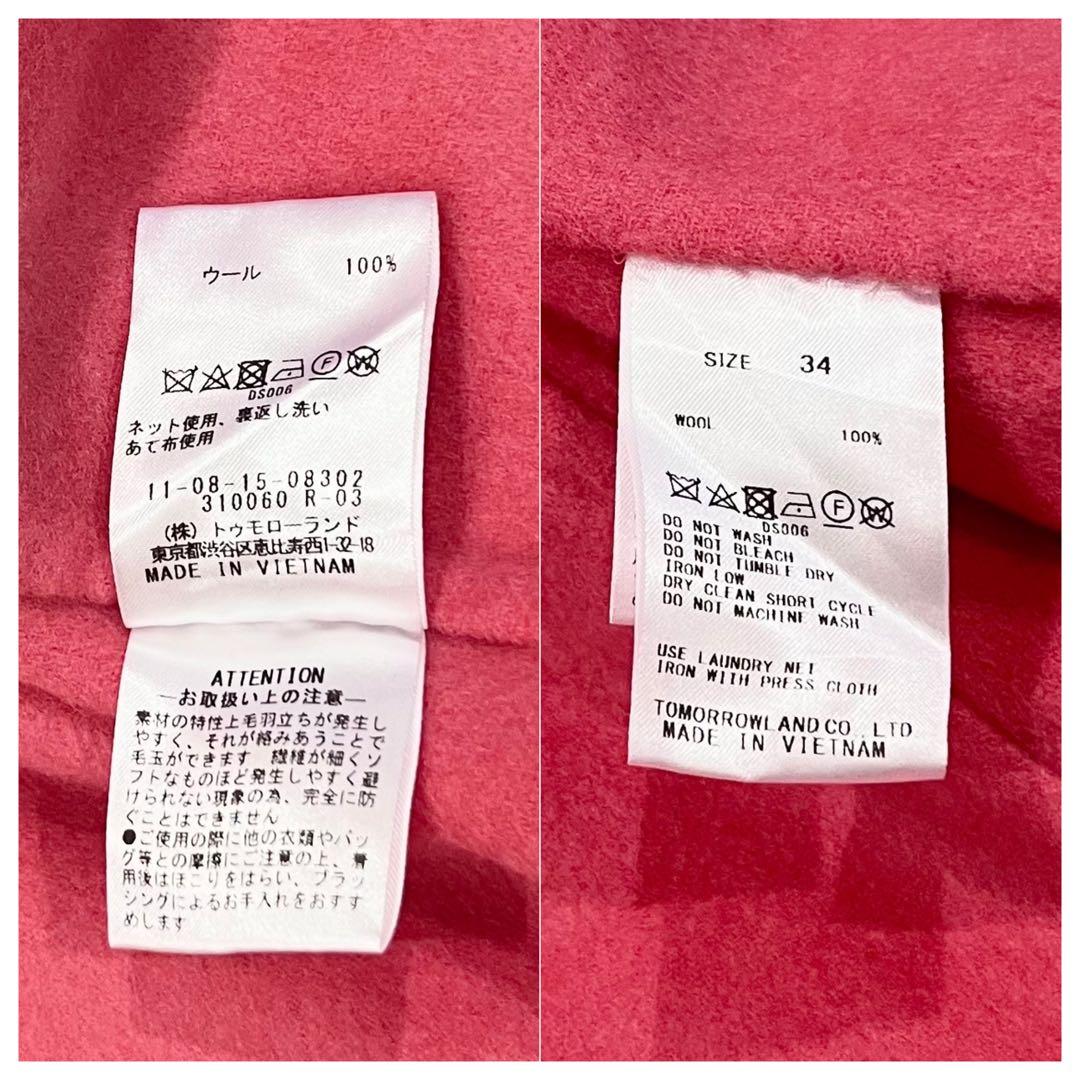 ウール 100%
DS006
ネット使用、裏返し洗い
あて布使用
11-08-15-08302
310060 R-03
(株)トゥモローランド
東京都渋谷区恵比寿西1-32-18
MADE IN VIETNAM
ATTENTION
―お取扱い上の注意―
素材の特性上毛羽立ちが発生し
やすく、それが絡みあうことで
毛玉ができます 繊維が細くソ
フトなものほど発生しやすく避
けられない現象の為、完全に防
ぐことはできません
●ご使用の際に他の衣類やバッ
グ等との摩擦にご注意の上、着
用後はほこりをはらい、ブラッ
シングによるお手入れをおすす
めします
SIZE 34
WOOL 100%
DS006
DO NOT WASH
DO NOT BLEACH
DO NOT TUMBLE DRY
IRON LOW
DRY CLEAN SHORT CYCLE
DO NOT MACHINE WASH
USE LAUNDRY NET
IRON WITH PRESS CLOTH
TOMORROWLAND CO.,LTD
MADE IN VIETNAM